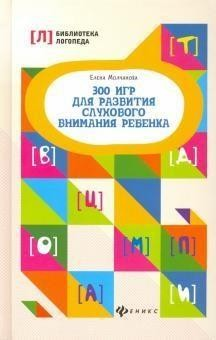 [Л] БИБЛИОТЕКА
ЛОГОПЕДА
[Т]
Елена Молчанова
300 ИГР
ДЛЯ РАЗВИТИЯ
СЛУХОВОГО
ВНИМАНИЯ РЕБЕНКА
[В] [А] [Д]
[Ц]
[О] [М] [П]
[А] [И]
ФЕНИКС